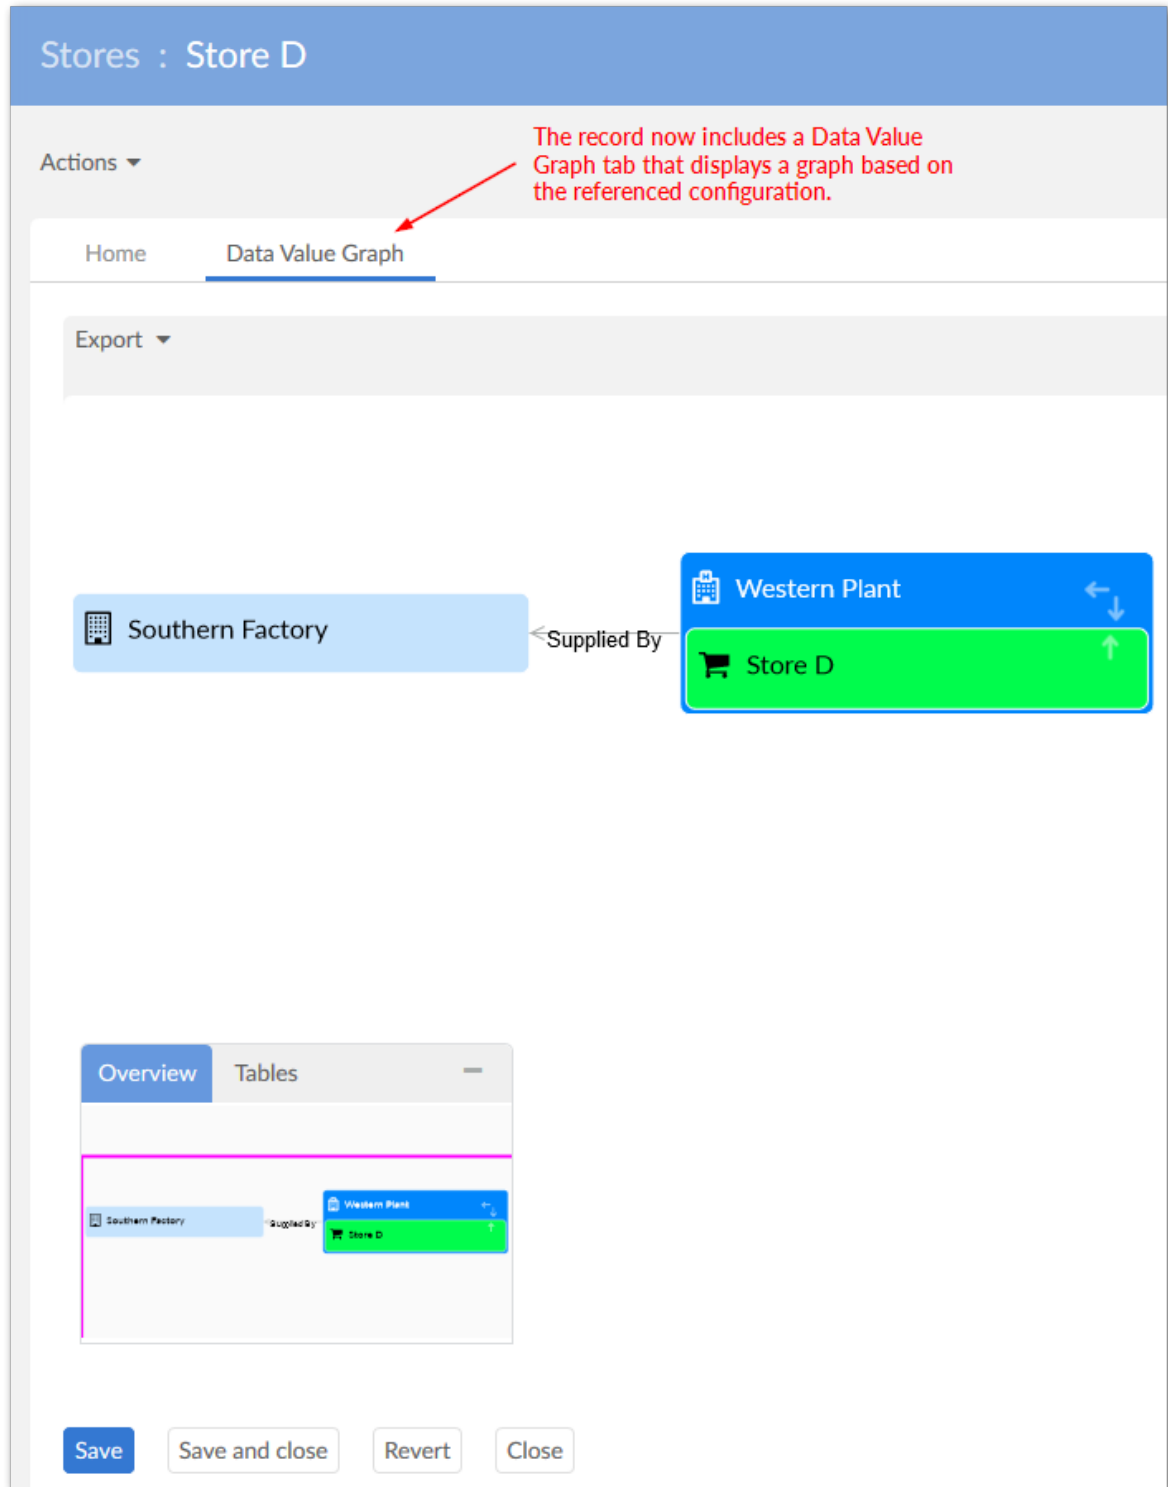 Stores : Store D
The record now includes a Data Value
Graph tab that displays a graph based on
the referenced configuration.
Actions
Home Data Value Graph
Export
Western Plant
Southern Factory
Supplied By
Store D
Overview Tables
Western Plant
Southern Factory
Supplied By
Store D
Save Save and close Revert Close